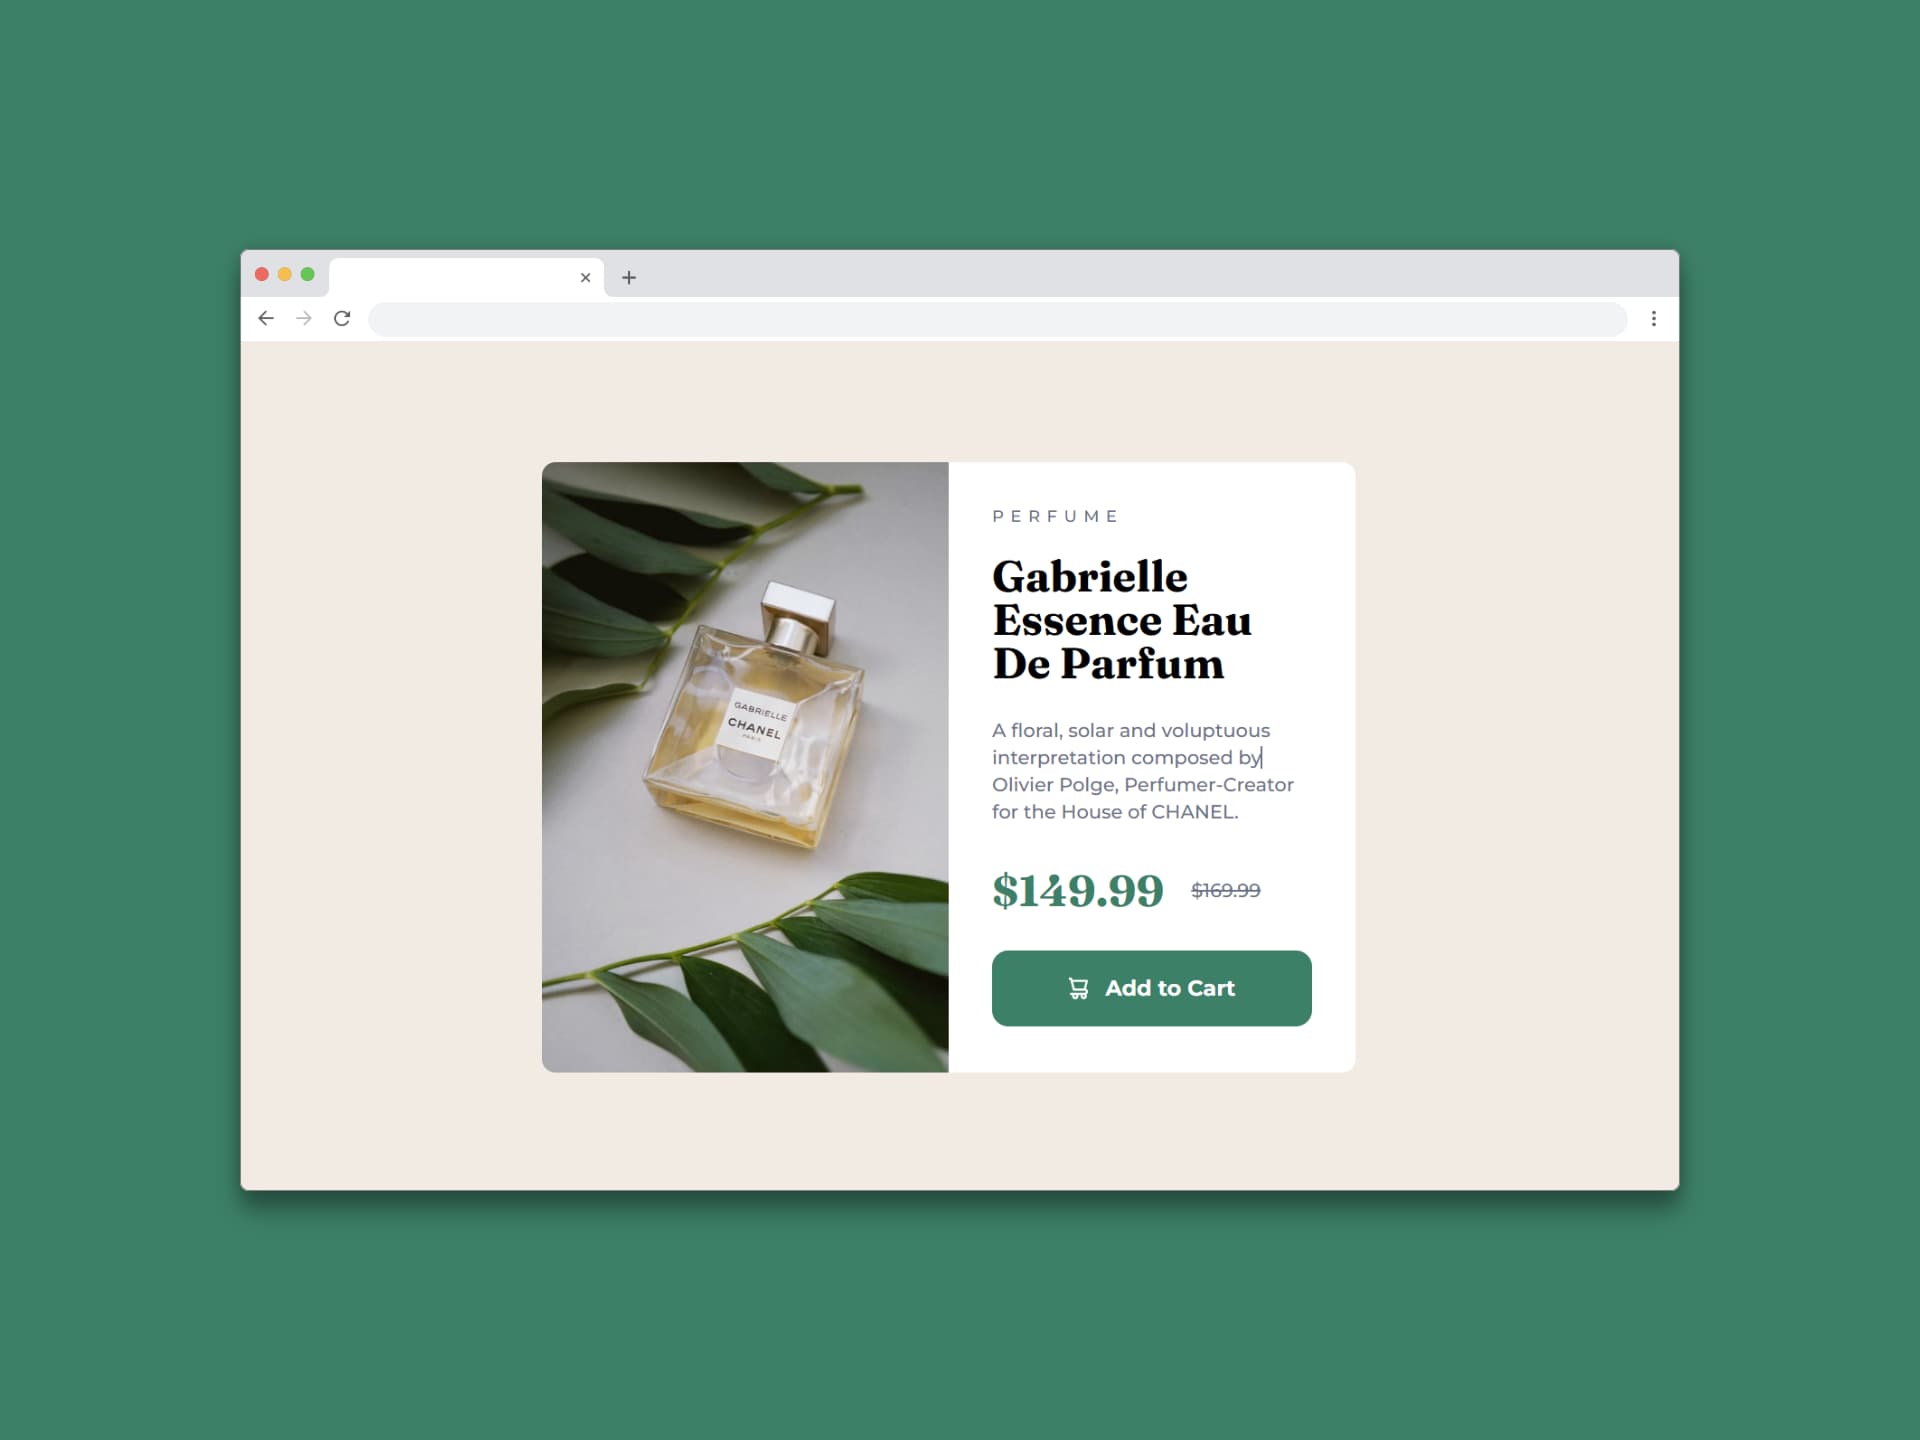 GABRIELLE
CHANEL
PARIS
PERFUME
Gabrielle
Essence Eau
De Parfum
A floral, solar and voluptuous
interpretation composed by
Olivier Polge, Perfumer-Creator
for the House of CHANEL.
$149.99 $169.99
Add to Cart